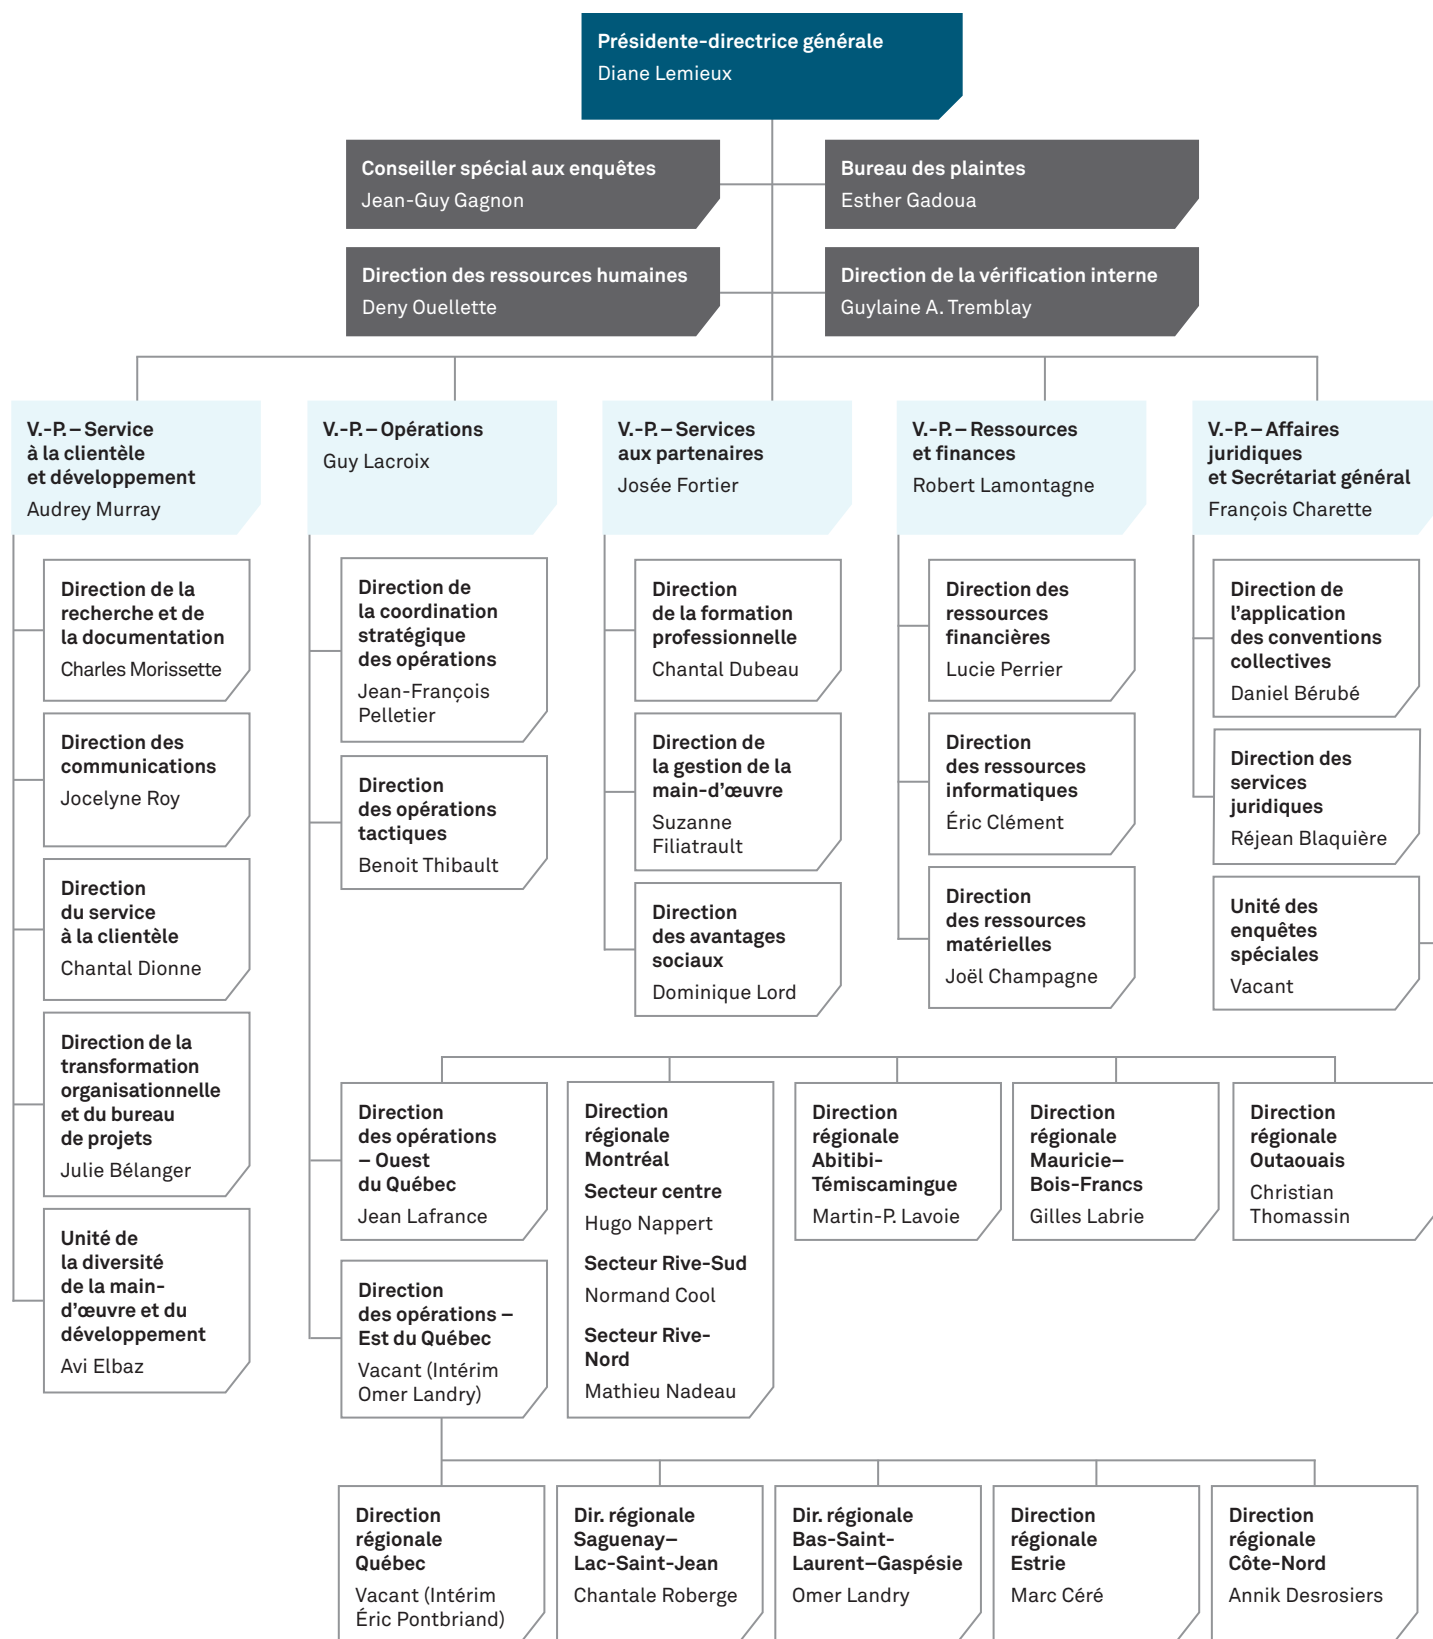 Présidente-directrice générale
Diane Lemieux
Conseiller spécial aux enquêtes
Jean-Guy Gagnon
Bureau des plaintes
Esther Gadoua
Direction des ressources humaines
Deny Ouellette
Direction de la vérification interne
Guylaine A. Tremblay
V.-P. – Service
à la clientèle
et développement
Audrey Murray
V.-P. – Opérations
Guy Lacroix
V.-P. – Services
aux partenaires
Josée Fortier
V.-P. – Ressources
et finances
Robert Lamontagne
V.-P. – Affaires
juridiques
et Secrétariat général
François Charette
Direction de la
recherche et de
la documentation
Charles Morissette
Direction des
communications
Jocelyne Roy
Direction
du service
à la clientèle
Chantal Dionne
Direction de la
transformation
organisationnelle
et du bureau
de projets
Julie Bélanger
Unité de
la diversité
de la main-
d’œuvre et du
développement
Avi Elbaz
Direction de
la coordination
stratégique
des opérations
Jean-François
Pelletier
Direction
des opérations
tactiques
Benoit Thibault
Direction
de la formation
professionnelle
Chantal Dubeau
Direction de
la gestion de la
main-d’œuvre
Suzanne
Filiatrault
Direction
des avantages
sociaux
Dominique Lord
Direction des
ressources
financières
Lucie Perrier
Direction
des ressources
informatiques
Éric Clément
Direction
des ressources
matérielles
Joël Champagne
Direction de
l’application
des conventions
collectives
Daniel Bérubé
Direction des
services
juridiques
Réjean Blaquière
Unité des
enquêtes
spéciales
Vacant
Direction
des opérations
– Ouest
du Québec
Jean Lafrance
Direction
régionale
Montréal
Secteur centre
Hugo Nappert
Secteur Rive-Sud
Normand Cool
Secteur Rive-
Nord
Mathieu Nadeau
Direction
régionale
Abitibi-
Témiscamingue
Martin-P. Lavoie
Direction
régionale
Mauricie–
Bois-Francs
Gilles Labrie
Direction
régionale
Outaouais
Christian
Thomassin
Direction
des opérations –
Est du Québec
Vacant (Intérim
Omer Landry)
Direction
régionale
Québec
Vacant (Intérim
Éric Pontbriand)
Dir. régionale
Saguenay–
Lac-Saint-Jean
Chantale Roberge
Dir. régionale
Bas-Saint-
Laurent–Gaspésie
Omer Landry
Direction
régionale
Estrie
Marc Céré
Direction
régionale
Côte-Nord
Annik Desrosiers